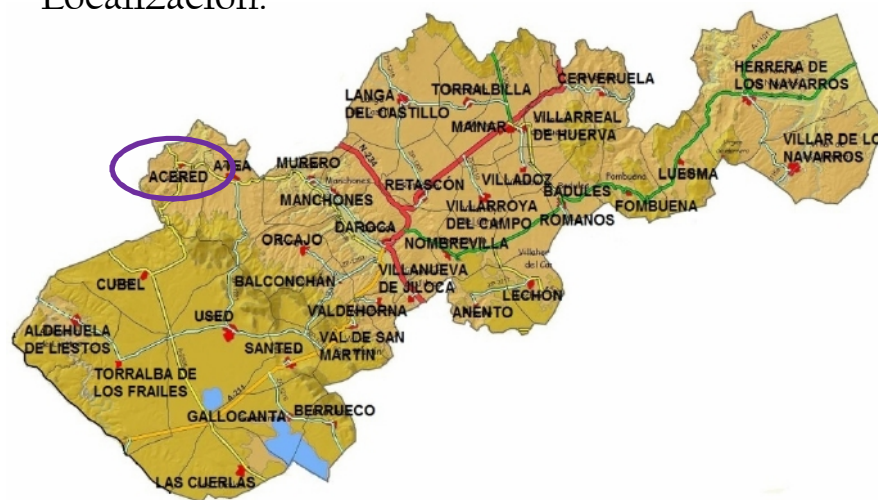 Localización:
HERRERA DE
LOS NAVARROS
CERVERUELA
LANGA
DEL CASTILLO
TORRALBILLA
MAINAR
VILLARREAL
DE HUERVA
VILLAR DE LOS
NAVARROS
ACERED
ATEA
MURERO
MANCHONES
N-234
RETASCÓN
VILLADOZ
BADULES
LUESMA
VILLARROYA
DEL CAMPO
ROMANOS
FOMBUENA
DAROCA
ORCAJO
NOMBREVILLA
BALCONCHÁN
VILLANUEVA
DE JILOCA
CUBEL
LECHÓN
ANENTO
VALDEHORNA
USED
ALDEHUELA
DE LIESTOS
SANTED
VAL DE SAN
MARTÍN
TORRALBA DE
LOS FRAILES
A-211
GALLOCANTA
BERRUECO
LAS CUERLAS